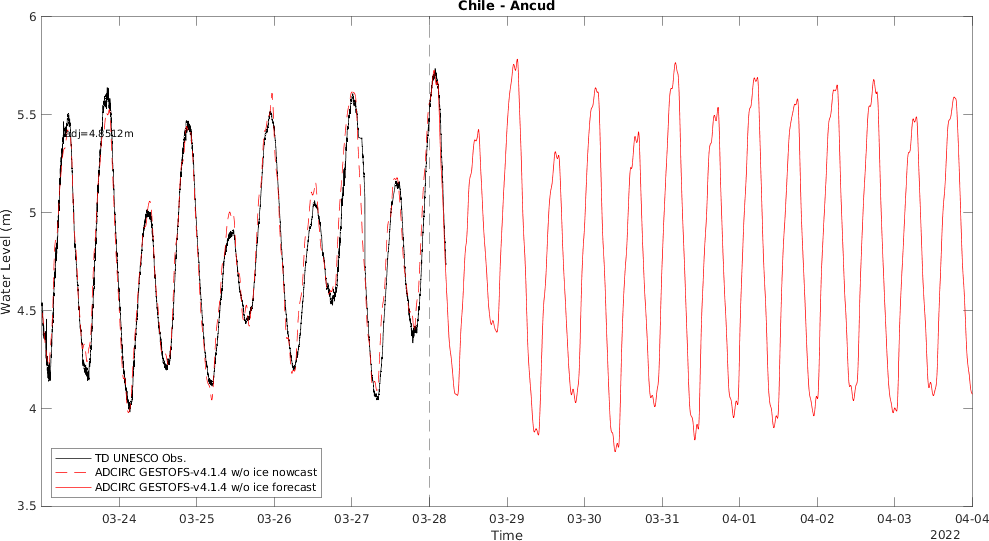 Chile - Ancud
6
5.5
5
4.5
4
3.5
Water Level (m)
adj=4.8512m
TD UNESCO Obs.
ADCIRC GESTOFS-v4.1.4 w/o ice nowcast
ADCIRC GESTOFS-v4.1.4 w/o ice forecast
03-24 03-25 03-26 03-27 03-28 03-29 03-30 03-31 04-01 04-02 04-03 04-04
Time
2022